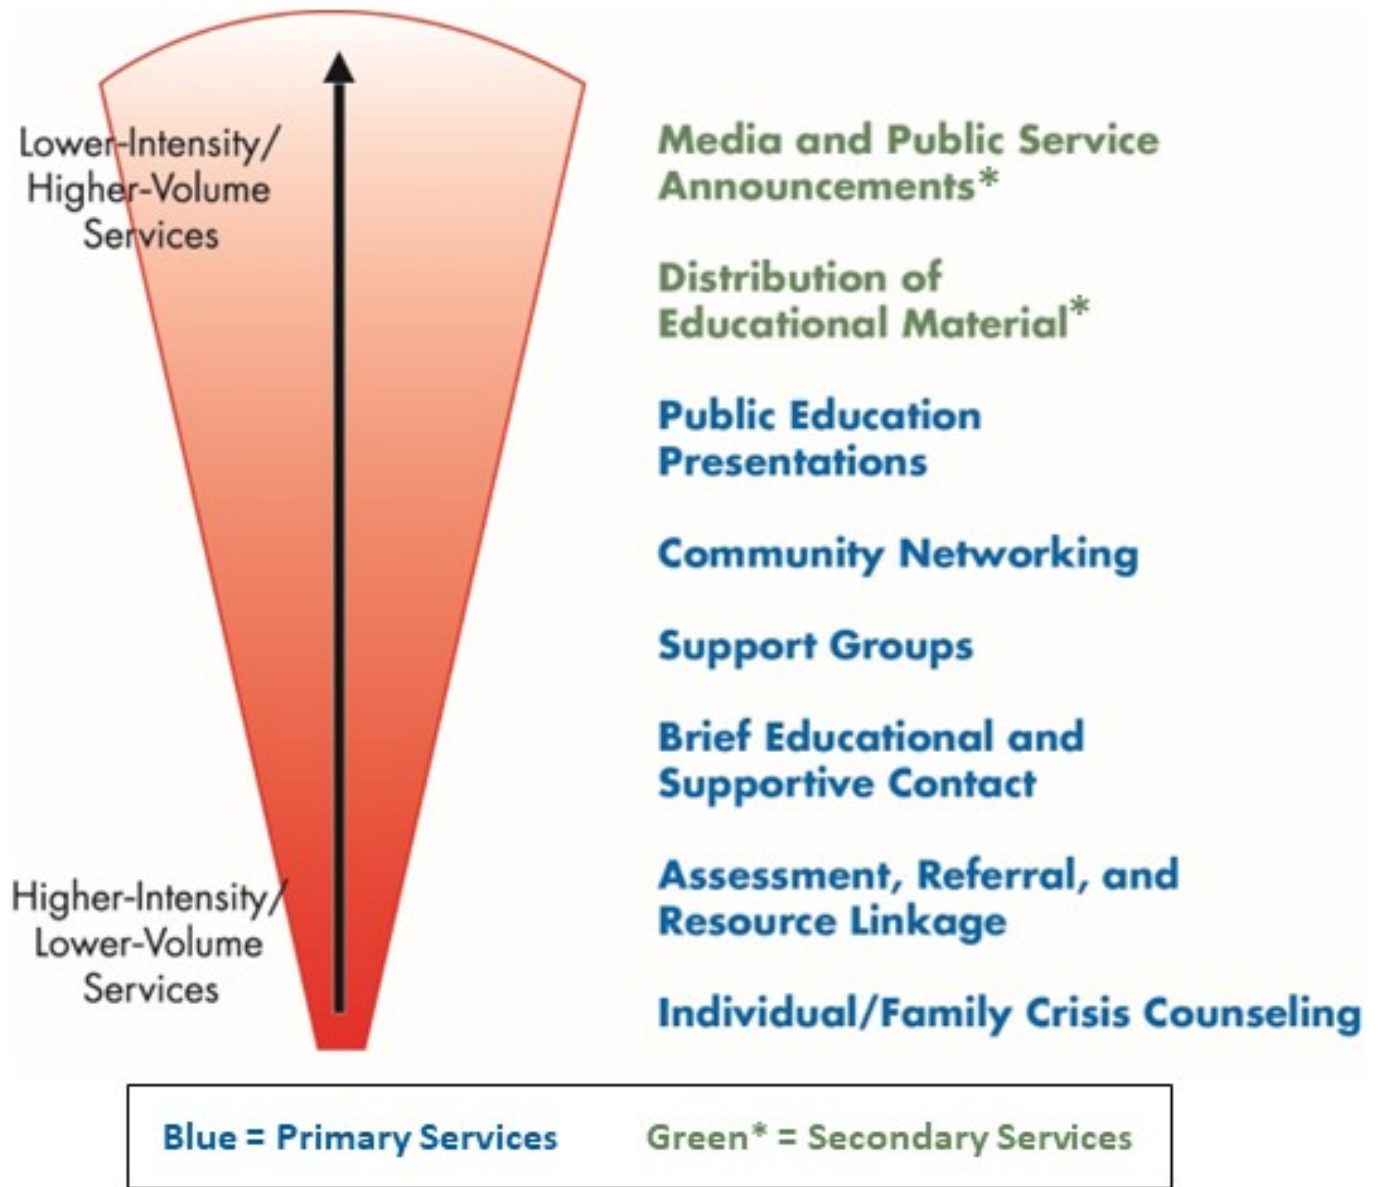 Lower-Intensity/
Higher-Volume
Services
Media and Public Service
Announcements*
Distribution of
Educational Material*
Public Education
Presentations
Community Networking
Support Groups
Brief Educational and
Supportive Contact
Higher-Intensity/
Lower-Volume
Services
Assessment, Referral, and
Resource Linkage
Individual/Family Crisis Counseling
Blue = Primary Services Green* = Secondary Services